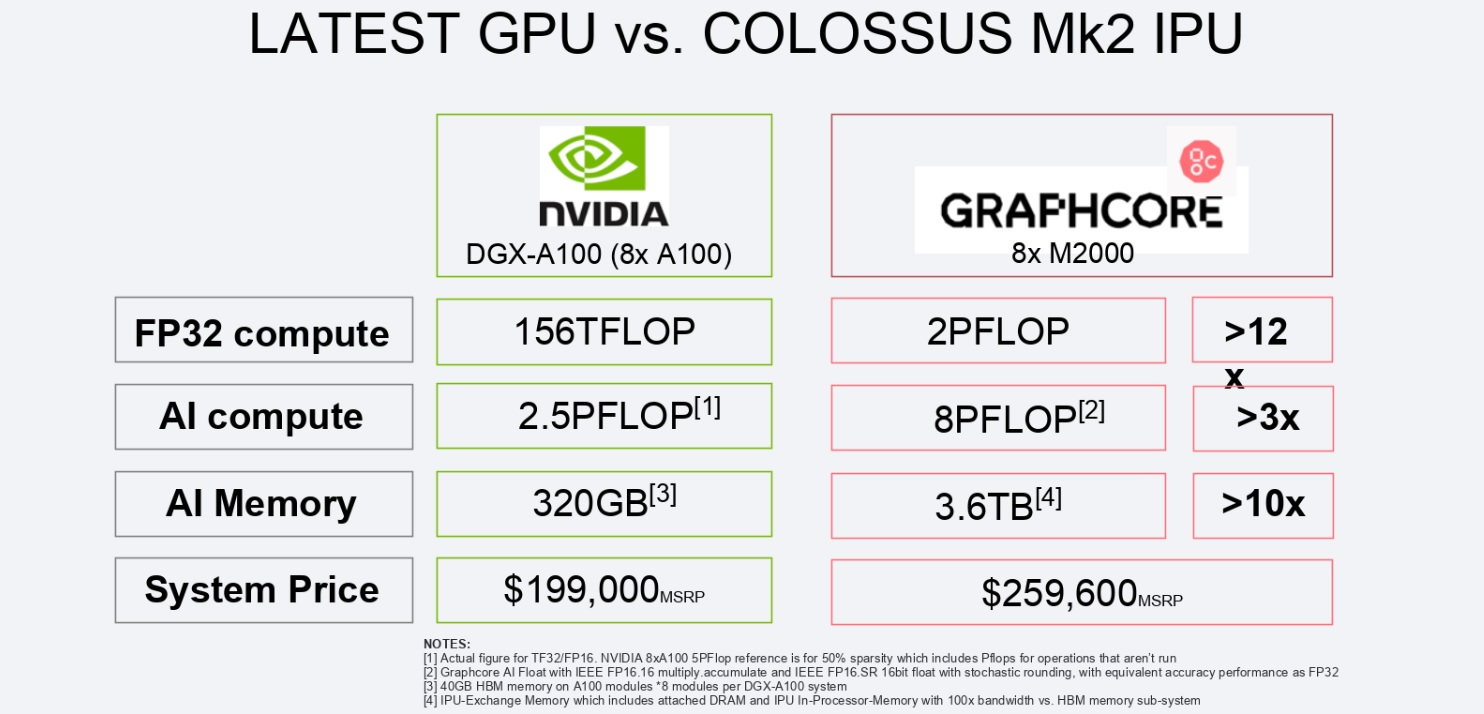 LATEST GPU vs. COLOSSUS Mk2 IPU
NVIDIA
DGX-A100 (8x A100)
GC
GRAPHCORE
8x M2000
FP32 compute
156TFLOP
2PFLOP
>12
x
AI compute
2.5PFLOP[1]
8PFLOP[2]
>3x
AI Memory
320GB[3]
3.6TB[4]
>10x
System Price
$199,000MSRP
$259,600MSRP
NOTES:
[1] Actual figure for TF32/FP16. NVIDIA 8xA100 5PFlop reference is for 50% sparsity which includes Pflops for operations that aren't run
[2] Graphcore AI Float with IEEE FP16.16 multiply.accumulate and IEEE FP16.SR 16bit float with stochastic rounding, with equivalent accuracy performance as FP32
[3] 40GB HBM memory on A100 modules *8 modules per DGX-A100 system
[4] IPU-Exchange Memory which includes attached DRAM and IPU In-Processor-Memory with 100x bandwidth vs. HBM memory sub-system